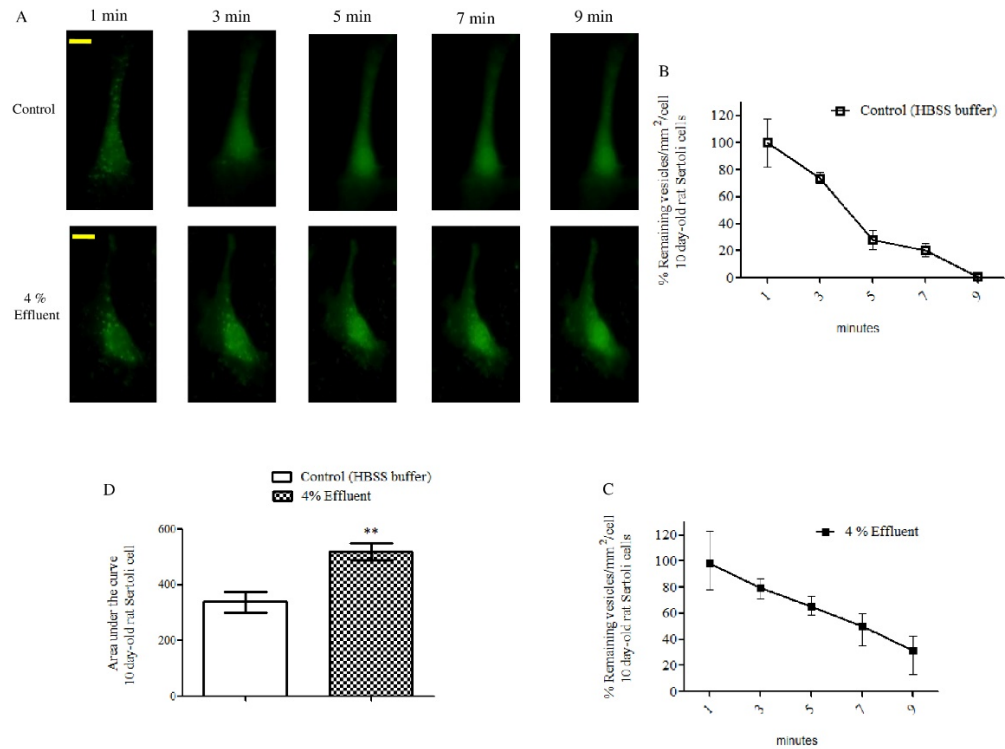 A
1 min 3 min 5 min 7 min 9 min
Control
4 %
Effluent
B
Control (HBSS buffer)
% Remaining vesicles/mm2/cell
10 day-old rat Sertoli cells
120
100
80
60
40
20
0
1 3 5 7 9
minutes
D
Control (HBSS buffer)
4% Effluent
Area under the curve
10 day-old rat Sertoli cell
600
400
200
0
**
C
4 % Effluent
% Remaining vesicles/mm2/cell
10 day-old rat Sertoli cells
120
100
80
60
40
20
0
1 3 5 7 9
minutes